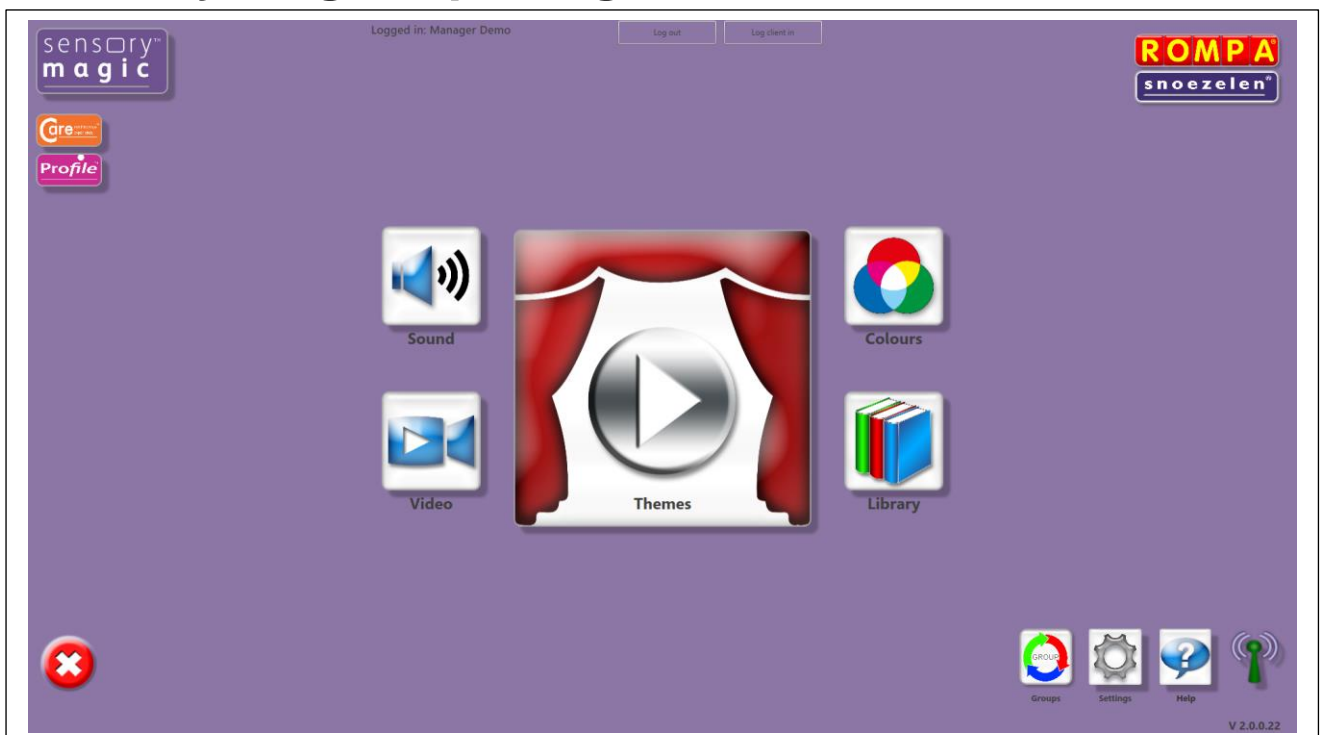 Logged in: Manager Demo
Log out
Log client in
sensory™
magic
ROMPA®
snoezelen®
Care
Profile
Sound
Colours
Video
Themes
Library
GROUP
Groups
Settings
Help
V 2.0.0.22